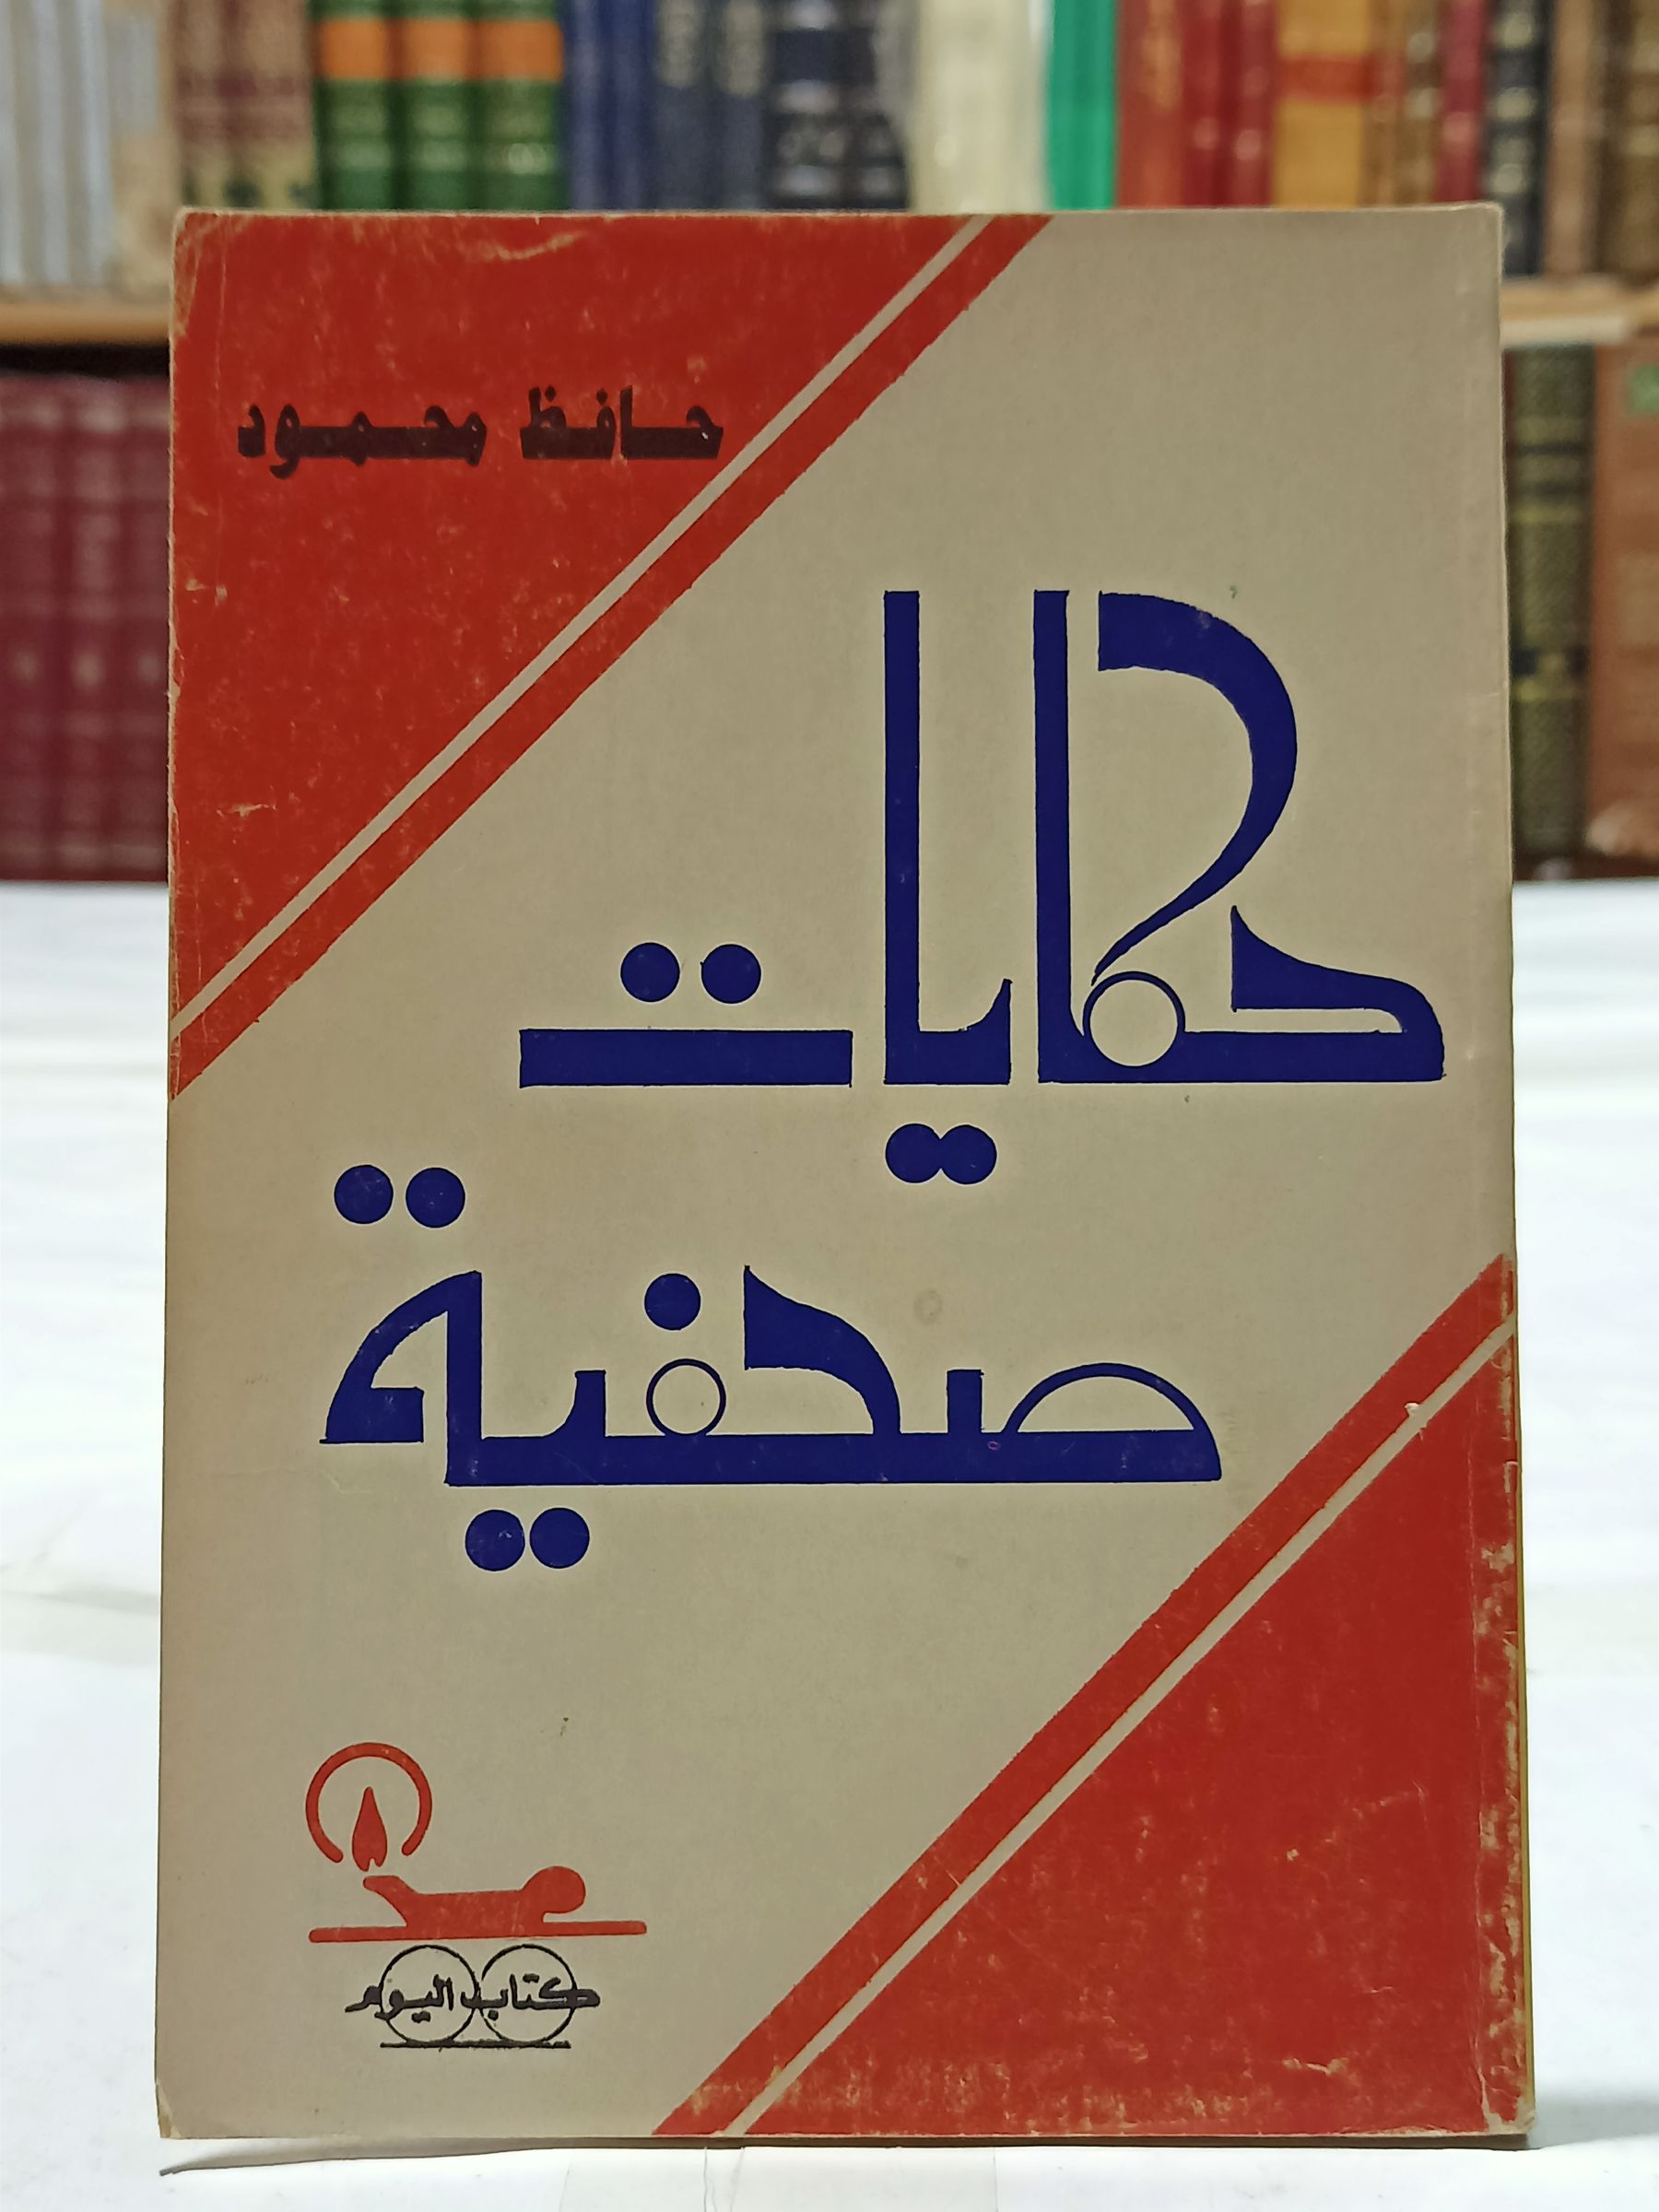 حافظ محمود
حكايات
صحفية
كتاب اليوم